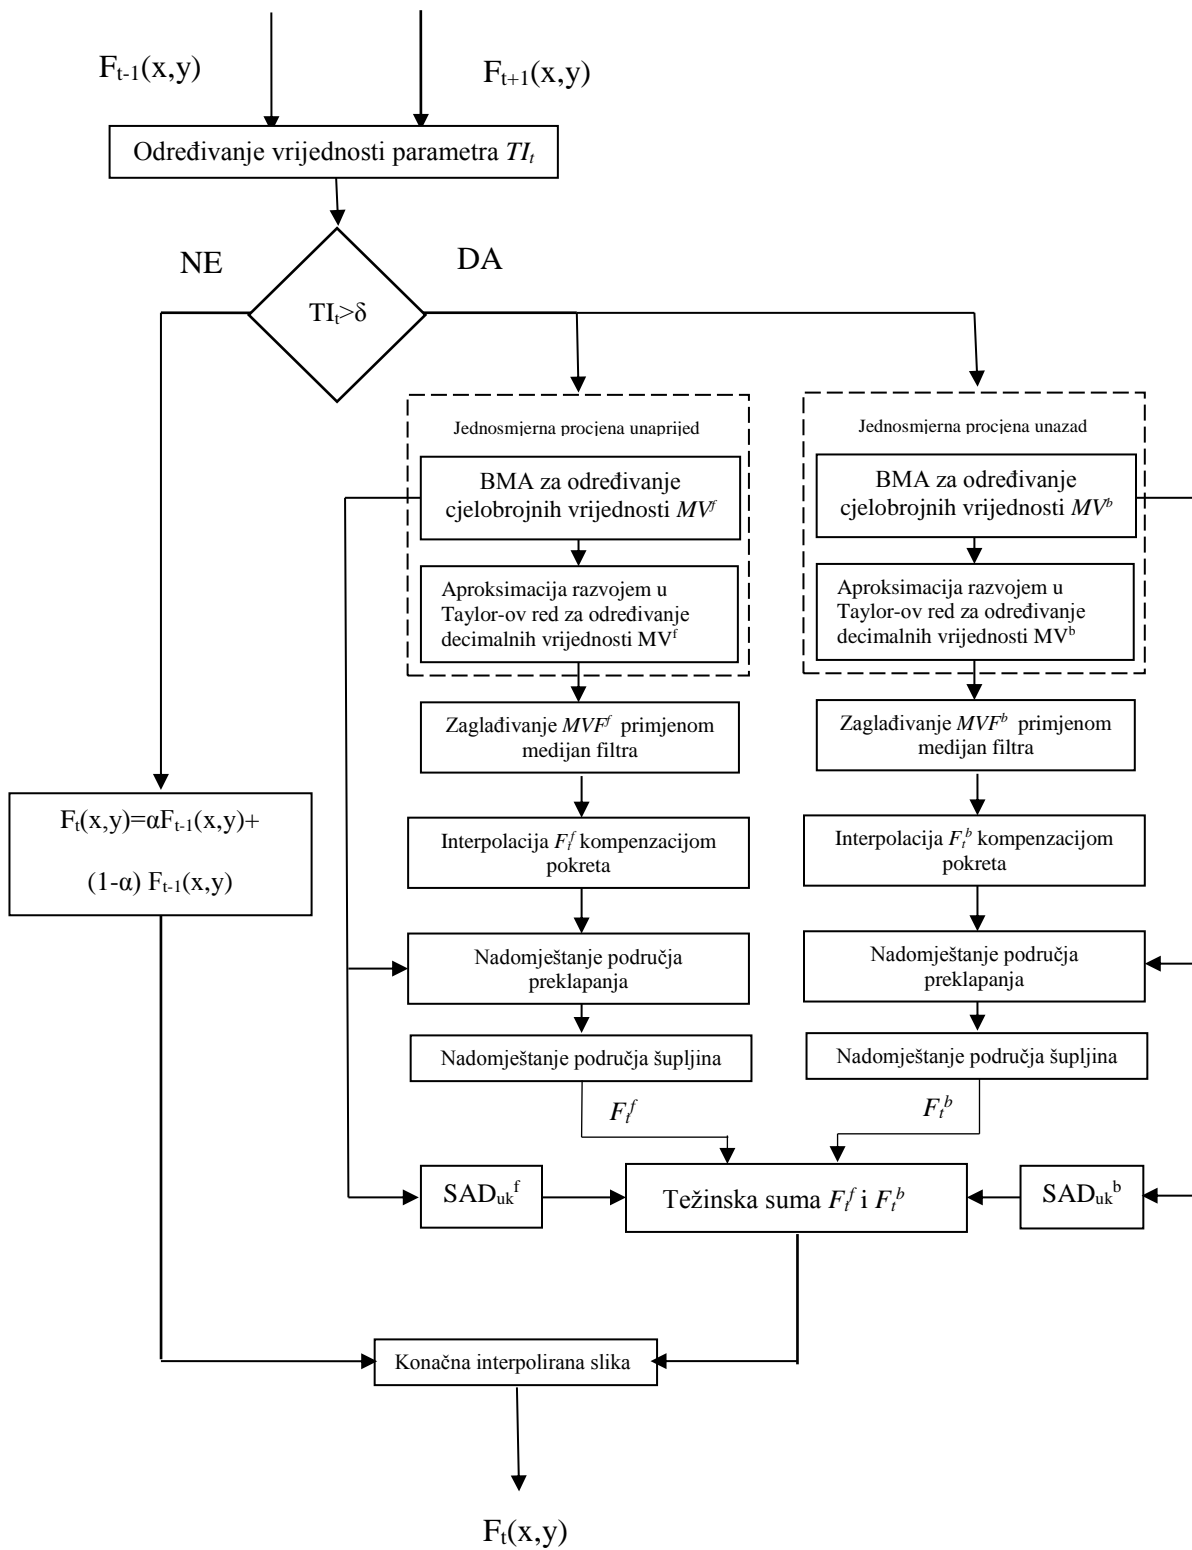 F_{t-1}(x,y)
F_{t+1}(x,y)
Određivanje vrijednosti parametra TI_t
NE
DA
TI_t>δ
Jednosmjerna procjena unaprijed
BMA za određivanje
cjelobrojnih vrijednosti MV^f
Aproksimacija razvojem u
Taylor-ov red za određivanje
decimalnih vrijednosti MV^f
Zaglađivanje MVF^f primjenom
medijan filtra
Interpolacija F_t^f kompenzacijom
pokreta
Nadomještanje područja
preklapanja
Nadomještanje područja šupljina
F_t^f
Jednosmjerna procjena unazad
BMA za određivanje
cjelobrojnih vrijednosti MV^b
Aproksimacija razvojem u
Taylor-ov red za određivanje
decimalnih vrijednosti MV^b
Zaglađivanje MVF^b primjenom
medijan filtra
Interpolacija F_t^b kompenzacijom
pokreta
Nadomještanje područja
preklapanja
Nadomještanje područja šupljina
F_t^b
F_t(x,y)=αF_{t-1}(x,y)+
(1-α) F_{t-1}(x,y)
SAD_{uk}^f
Težinska suma F_t^f i F_t^b
SAD_{uk}^b
Konačna interpolirana slika
F_t(x,y)